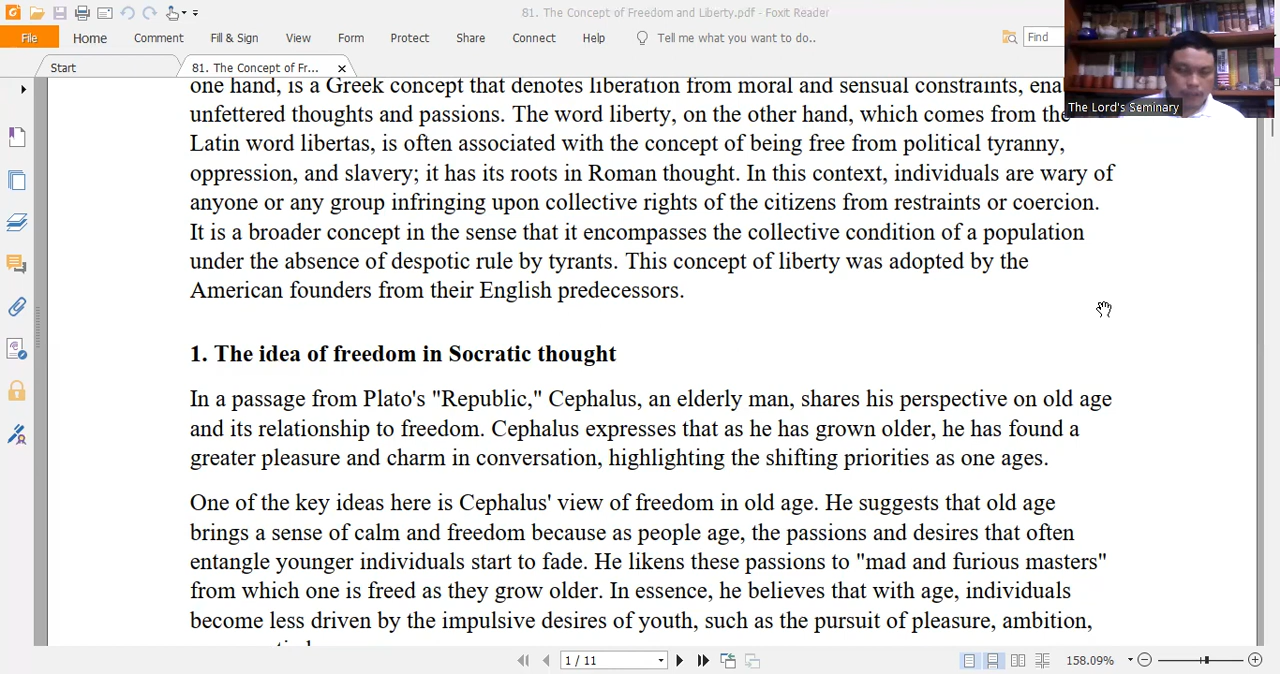 81. The Concept of Freedom and Liberty.pdf - Foxit Reader
File Home Comment Fill & Sign View Form Protect Share Connect Help Tell me what you want to do.. Find
Start 81. The Concept of Fr...
The Lord's Seminary
one hand, is a Greek concept that denotes liberation from moral and sensual constraints, ena
unfettered thoughts and passions. The word liberty, on the other hand, which comes from the
Latin word libertas, is often associated with the concept of being free from political tyranny,
oppression, and slavery; it has its roots in Roman thought. In this context, individuals are wary of
anyone or any group infringing upon collective rights of the citizens from restraints or coercion.
It is a broader concept in the sense that it encompasses the collective condition of a population
under the absence of despotic rule by tyrants. This concept of liberty was adopted by the
American founders from their English predecessors.
1. The idea of freedom in Socratic thought
In a passage from Plato's "Republic," Cephalus, an elderly man, shares his perspective on old age
and its relationship to freedom. Cephalus expresses that as he has grown older, he has found a
greater pleasure and charm in conversation, highlighting the shifting priorities as one ages.
One of the key ideas here is Cephalus' view of freedom in old age. He suggests that old age
brings a sense of calm and freedom because as people age, the passions and desires that often
entangle younger individuals start to fade. He likens these passions to "mad and furious masters"
from which one is freed as they grow older. In essence, he believes that with age, individuals
become less driven by the impulsive desires of youth, such as the pursuit of pleasure, ambition,
1 / 11 158.09%